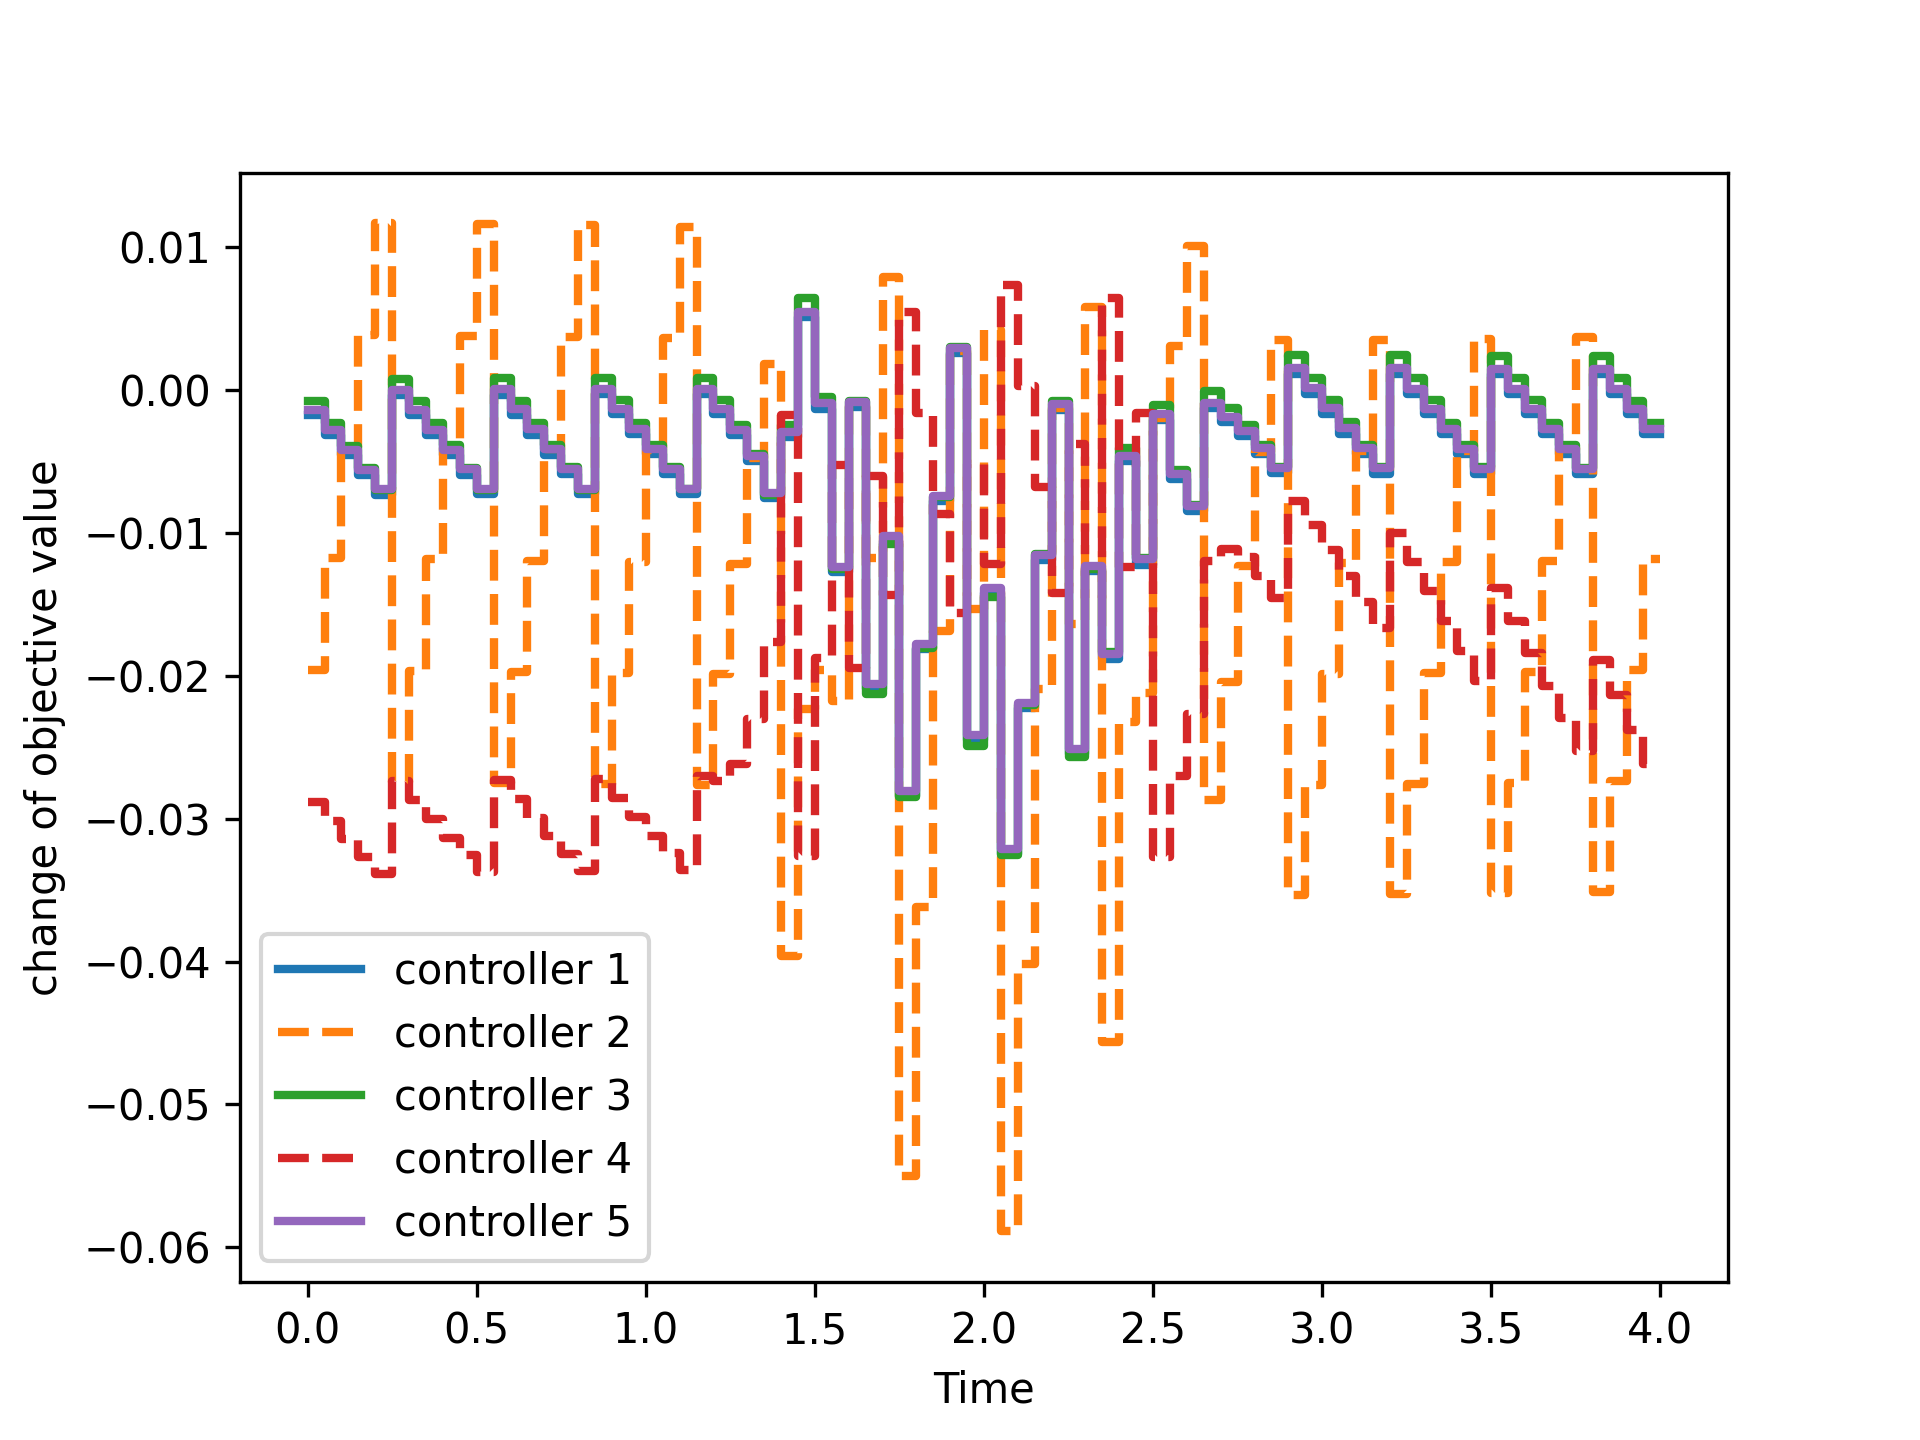 change of objective value
0.01
0.00
−0.01
−0.02
−0.03
−0.04
−0.05
−0.06
controller 1
controller 2
controller 3
controller 4
controller 5
0.0 0.5 1.0 1.5 2.0 2.5 3.0 3.5 4.0
Time